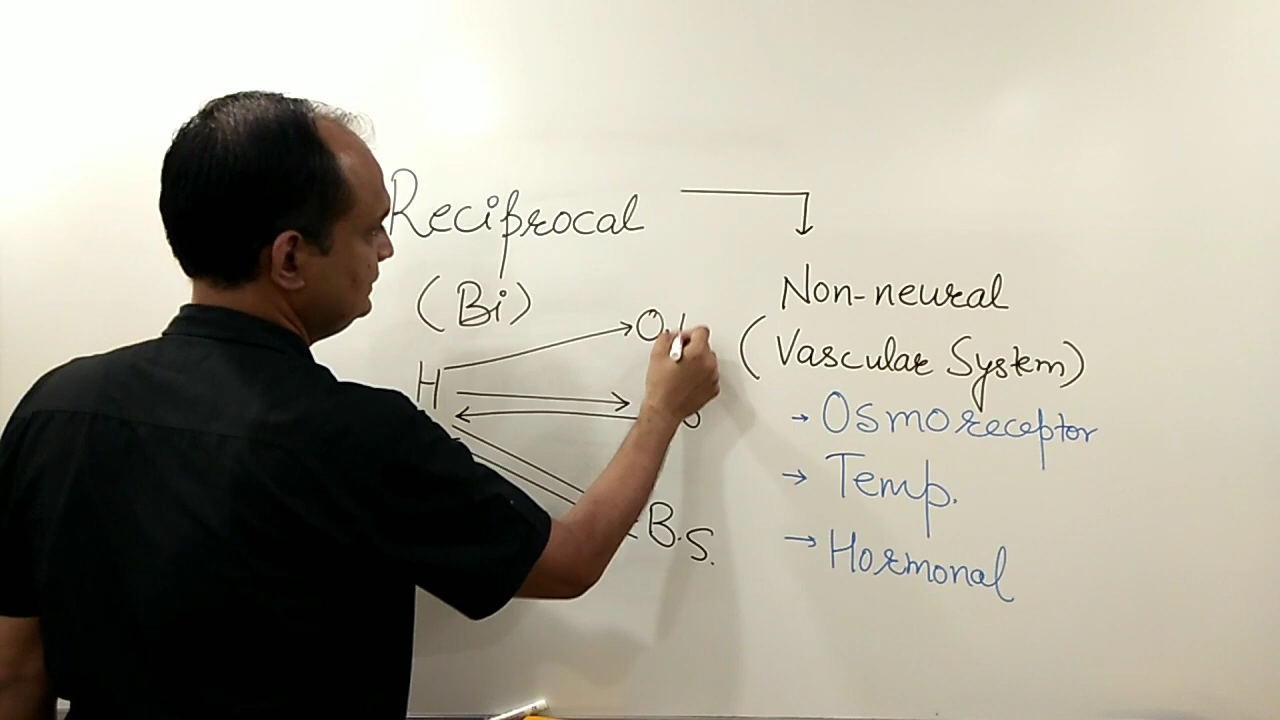 Reciprocal
(Bi)
H
B.S.
Non-neural
(Vascular System)
→ Osmoreceptor
→ Temp.
→ Hormonal